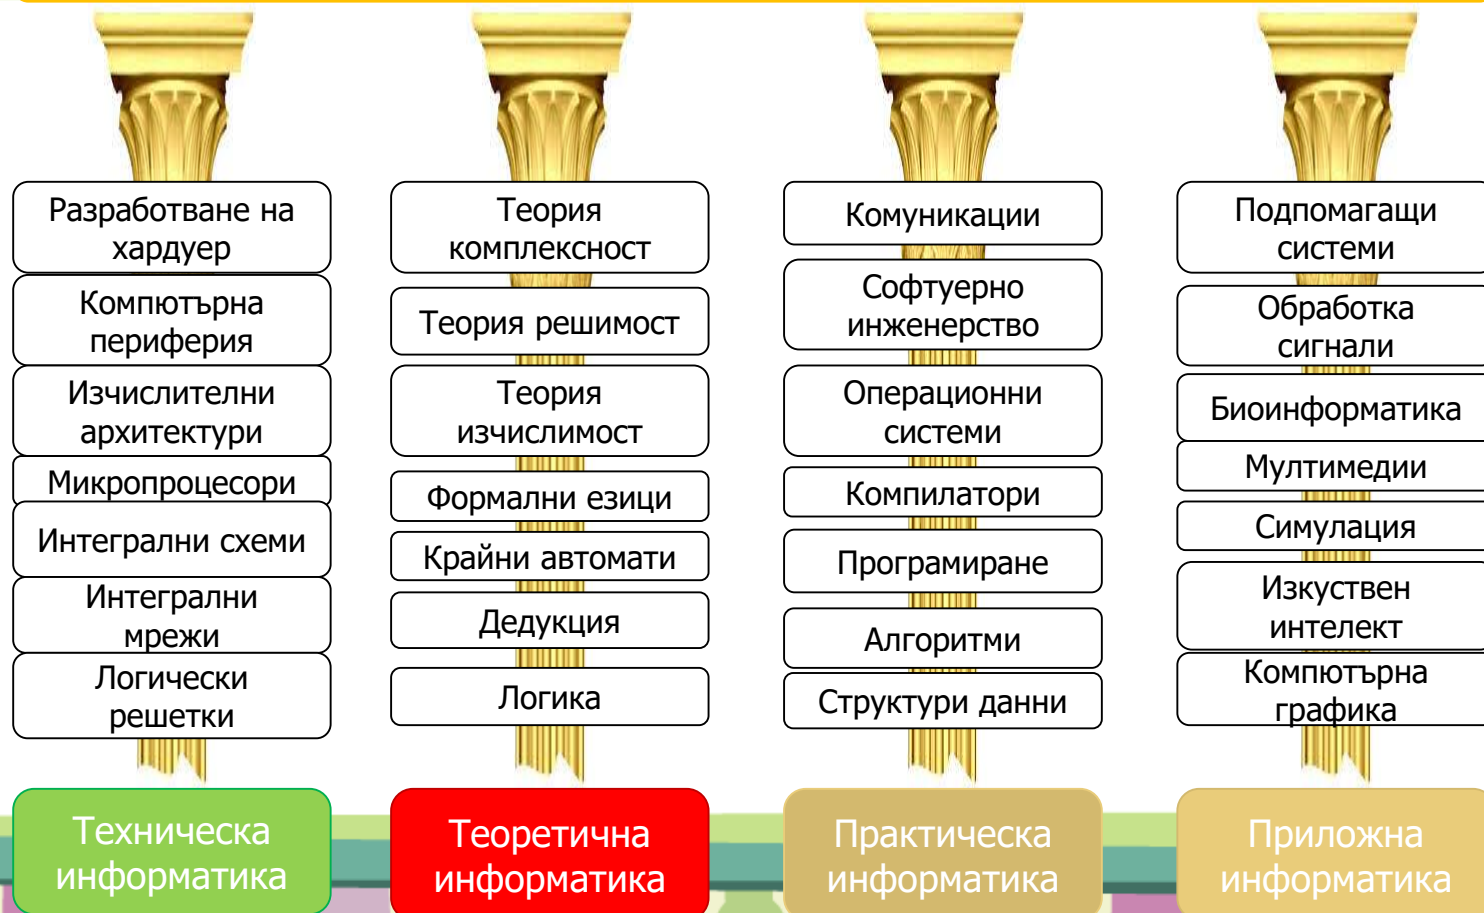 Разработване на
хардуер
Компютърна
периферия
Изчислителни
архитектури
Микропроцесори
Интегрални схеми
Интегрални
мрежи
Логически
решетки
Техническа
информатика
Теория
комплексност
Теория решимост
Теория
изчислимост
Формални езици
Крайни автомати
Дедукция
Логика
Теоретична
информатика
Комуникации
Софтуерно
инженерство
Операционни
системи
Компилатори
Програмиране
Алгоритми
Структури данни
Практическа
информатика
Подпомагащи
системи
Обработка
сигнали
Биоинформатика
Мултимедии
Симулация
Изкуствен
интелект
Компютърна
графика
Приложна
информатика